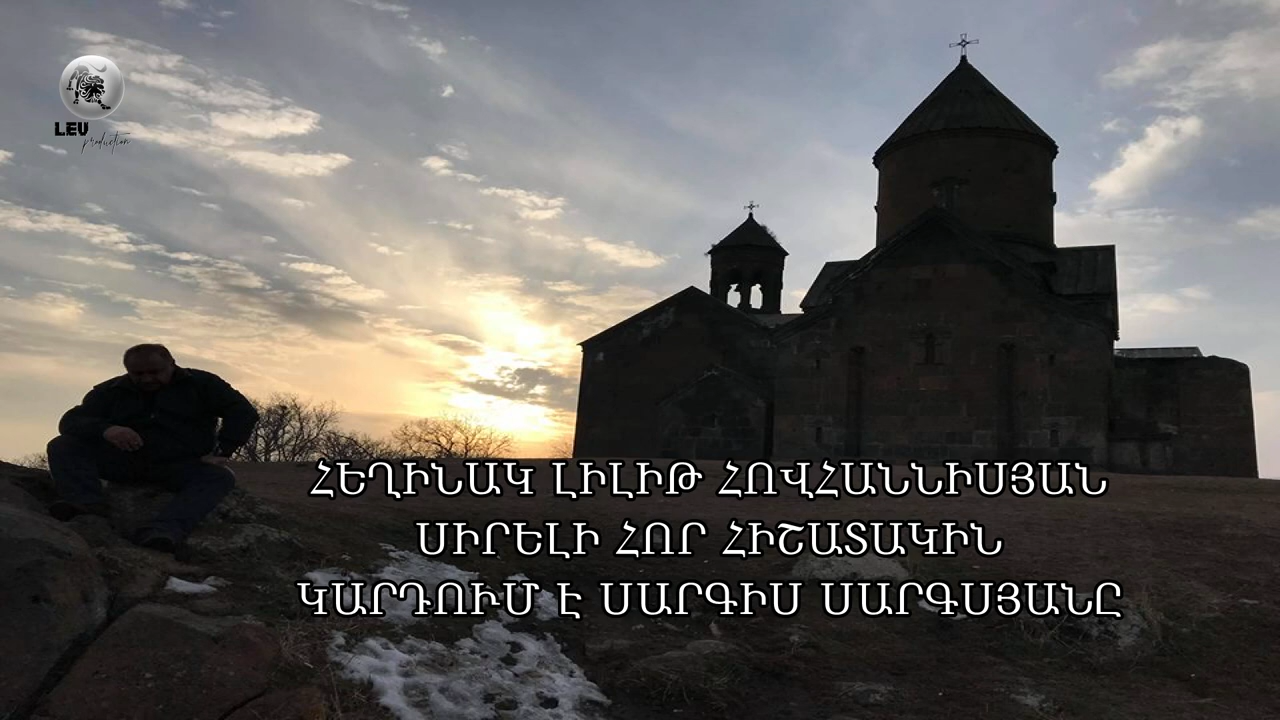 LEV
production
ՀԵՂԻՆԱԿ ԼԻԼԻԹ ՀՈՎՀԱՆՆԻՍՅԱՆ
ՍԻՐԵԼԻ ՀՈՐ ՀԻՇԱՏԱԿԻՆ
ԿԱՐԴՈՒՄ Է ՍԱՐԳԻՍ ՍԱՐԳՍՅԱՆԸ